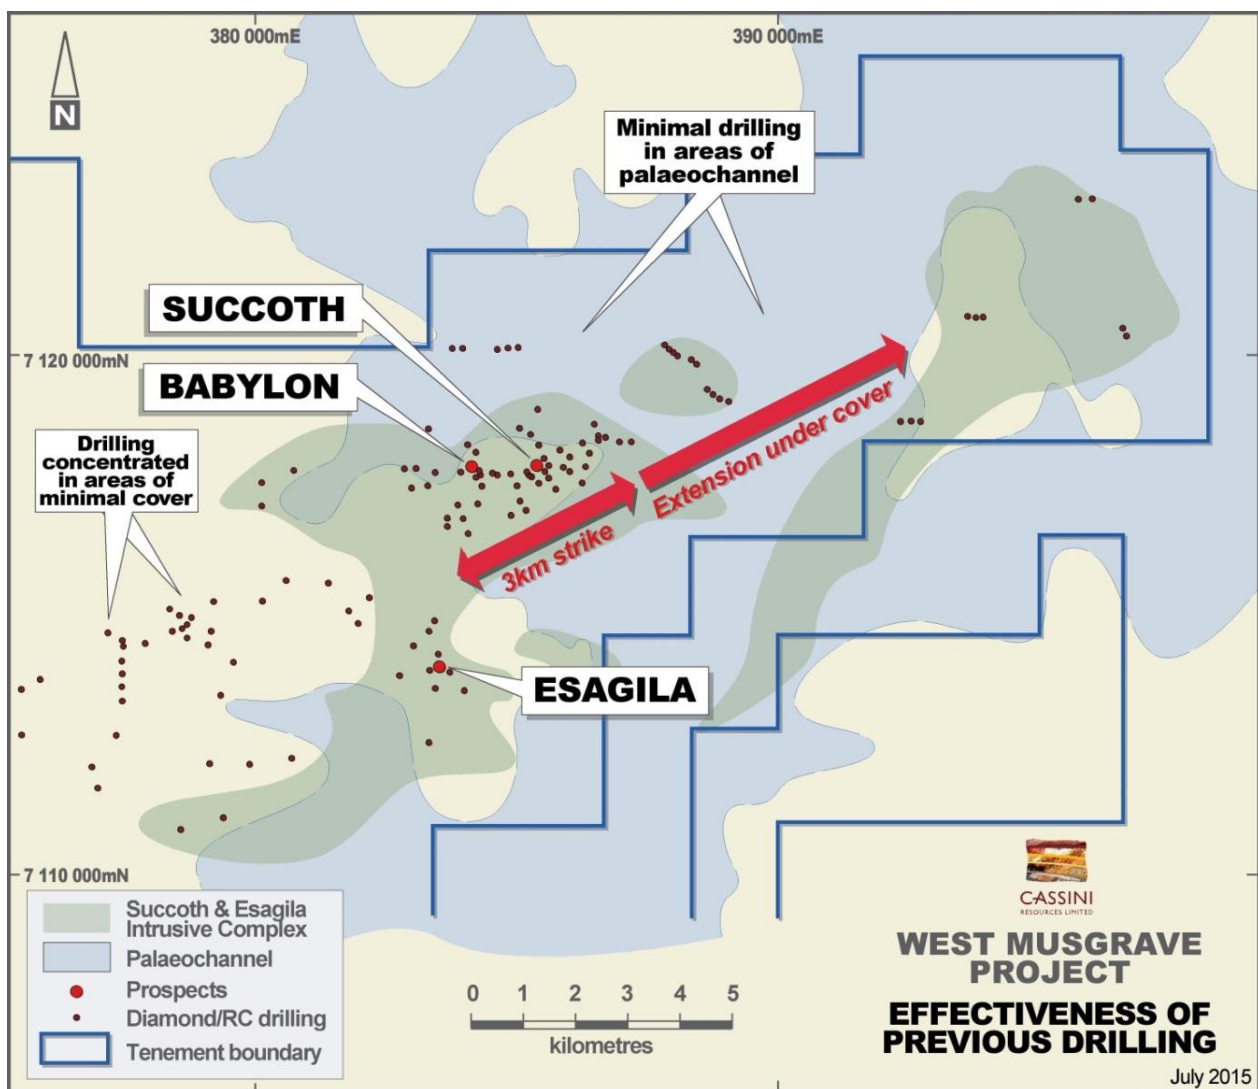 380 000mE
390 000mE
N
Minimal drilling
in areas of
palaeochannel
SUCCOTH
7 120 000mN
BABYLON
Drilling
concentrated
in areas of
minimal cover
Extension under cover
3km strike
ESAGILA
7 110 000mN
Succoth & Esagila
Intrusive Complex
Palaeochannel
Prospects
Diamond/RC drilling
Tenement boundary
0 1 2 3 4 5
kilometres
CASSINI
RESOURCES LIMITED
WEST MUSGRAVE
PROJECT
EFFECTIVENESS OF
PREVIOUS DRILLING
July 2015